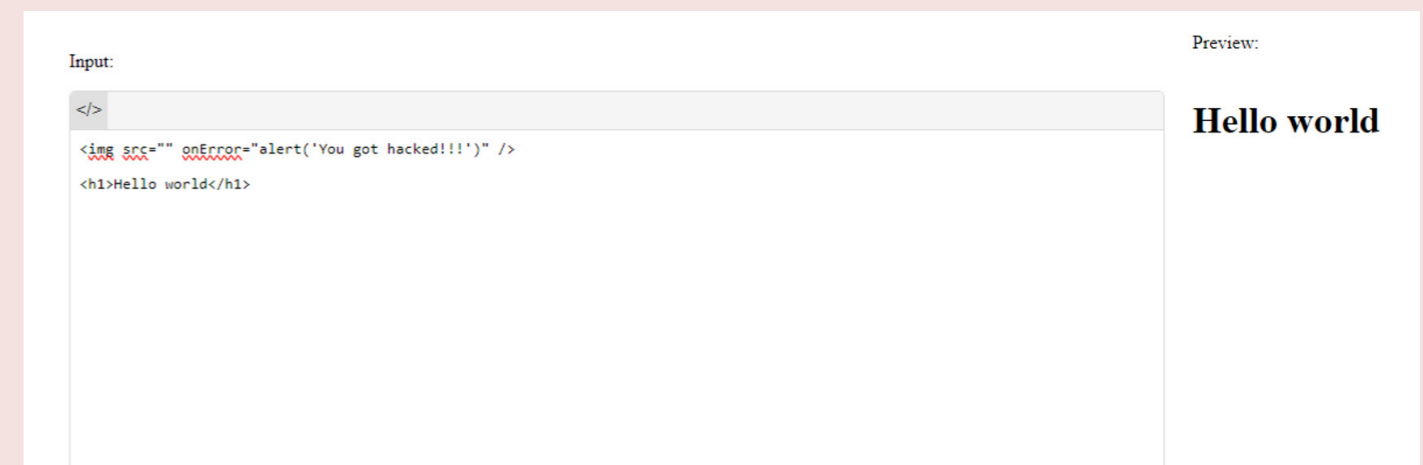 Input:
</>
<img src="" onError="alert('You got hacked!!!')" />
<h1>Hello world</h1>
Preview:
Hello world